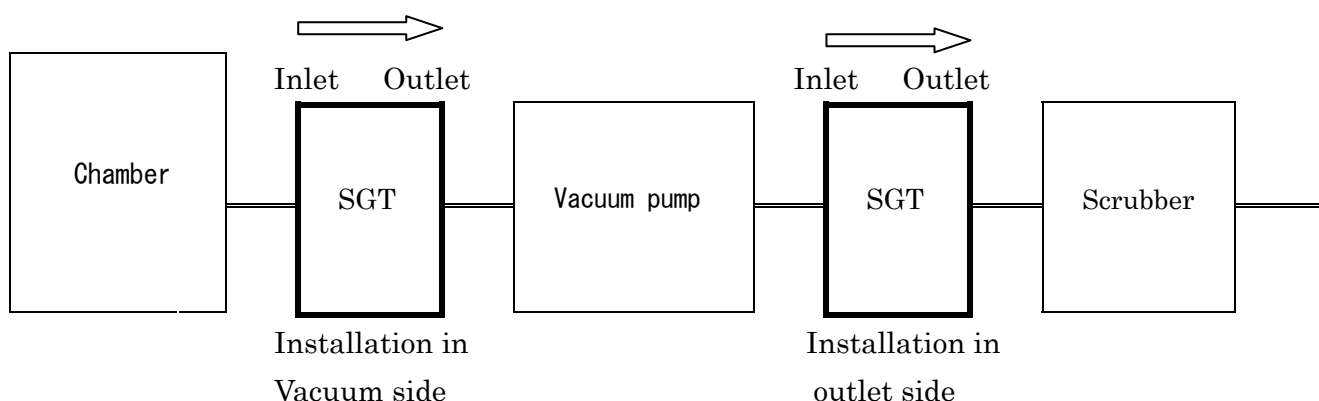 Inlet Outlet
Inlet Outlet
Chamber
SGT
Vacuum pump
SGT
Scrubber
Installation in
Vacuum side
Installation in
outlet side